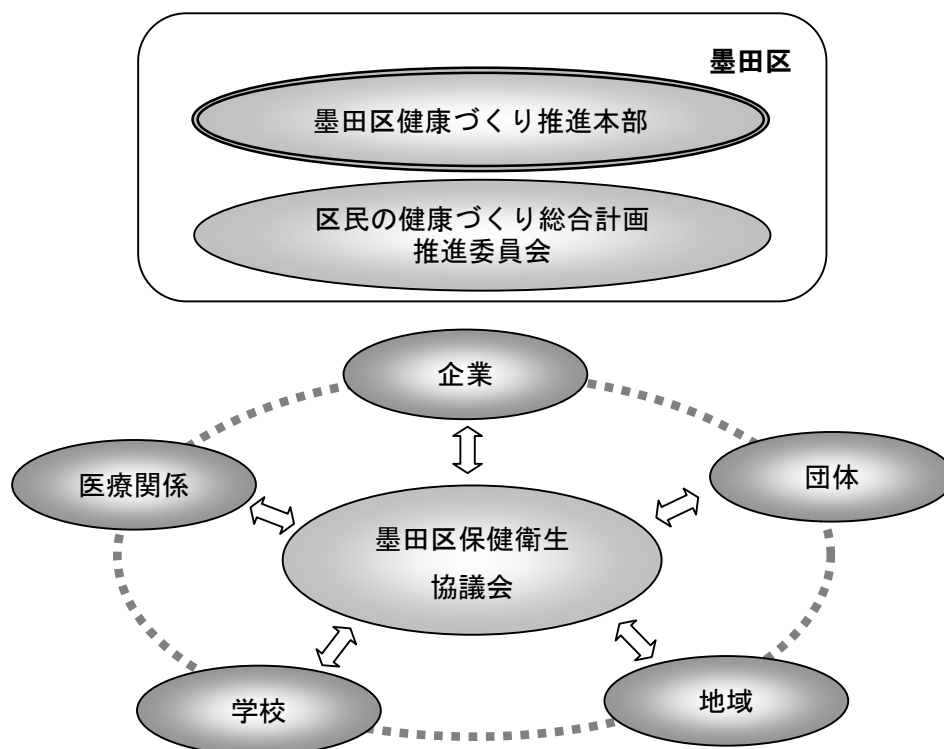 墨田区
墨田区健康づくり推進本部
区民の健康づくり総合計画
推進委員会
企業
医療関係
団体
墨田区保健衛生
協議会
学校
地域